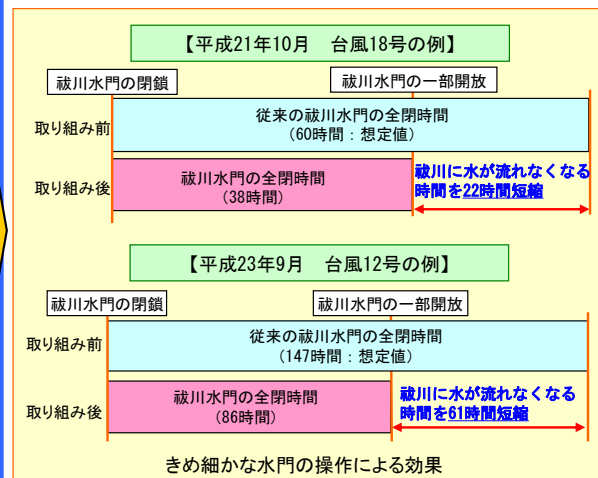 【平成21年10月　台風18号の例】
祓川水門の閉鎖
祓川水門の一部開放
取り組み前
従来の祓川水門の全閉時間
(60時間：想定値)
取り組み後
祓川水門の全閉時間
(38時間)
祓川に水が流れなくなる
時間を22時間短縮
【平成23年9月　台風12号の例】
祓川水門の閉鎖
祓川水門の一部開放
取り組み前
従来の祓川水門の全閉時間
(147時間：想定値)
取り組み後
祓川水門の全閉時間
(86時間)
祓川に水が流れなくなる
時間を61時間短縮
きめ細かな水門の操作による効果